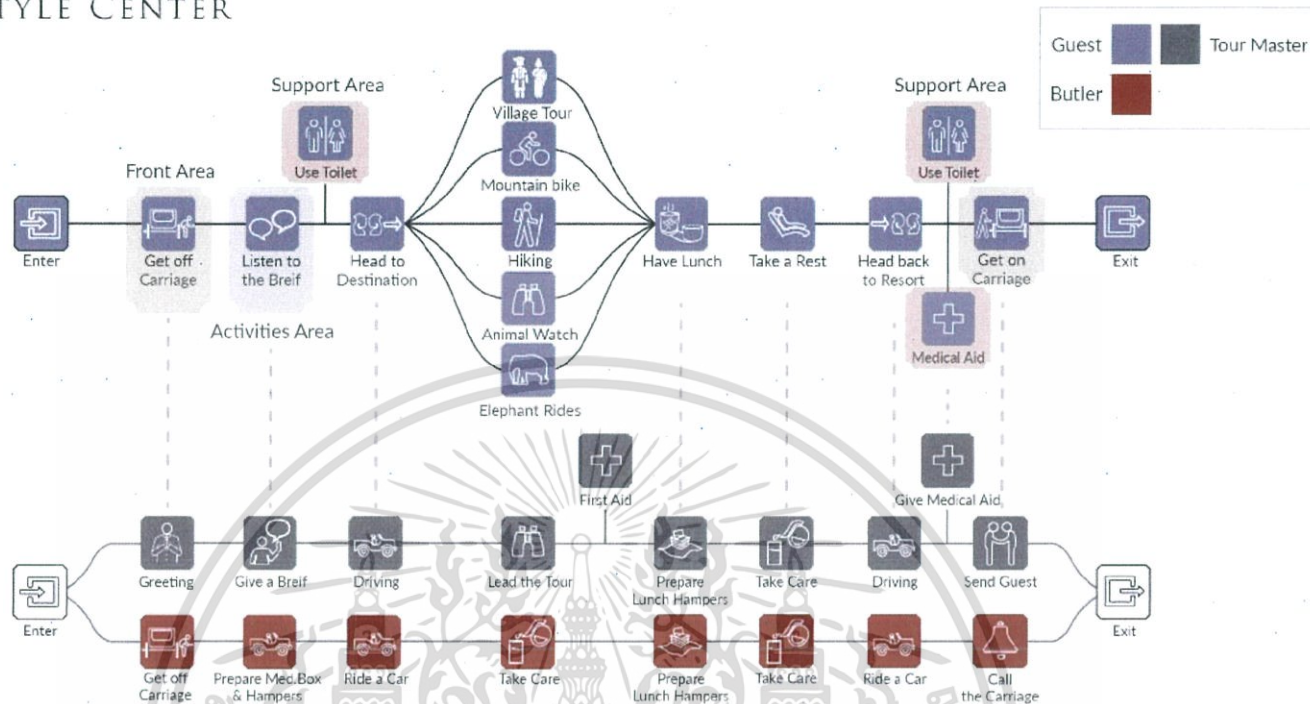 TYLE CENTER
Guest
Tour Master
Butler
Support Area
Use Toilet
Village Tour
Mountain bike
Hiking
Animal Watch
Elephant Rides
Support Area
Use Toilet
Front Area
Enter
Get off
Carriage
Listen to
the Breif
Head to
Destination
Have Lunch
Take a Rest
Head back
to Resort
Get on
Carriage
Exit
Activities Area
Medical Aid
First Aid
Give Medical Aid
Greeting
Give a Breif
Driving
Lead the Tour
Prepare
Lunch Hampers
Take Care
Driving
Send Guest
Enter
Exit
Get off
Carriage
Prepare Med.Box
& Hampers
Ride a Car
Take Care
Prepare
Lunch Hampers
Take Care
Ride a Car
Call
the Carriage